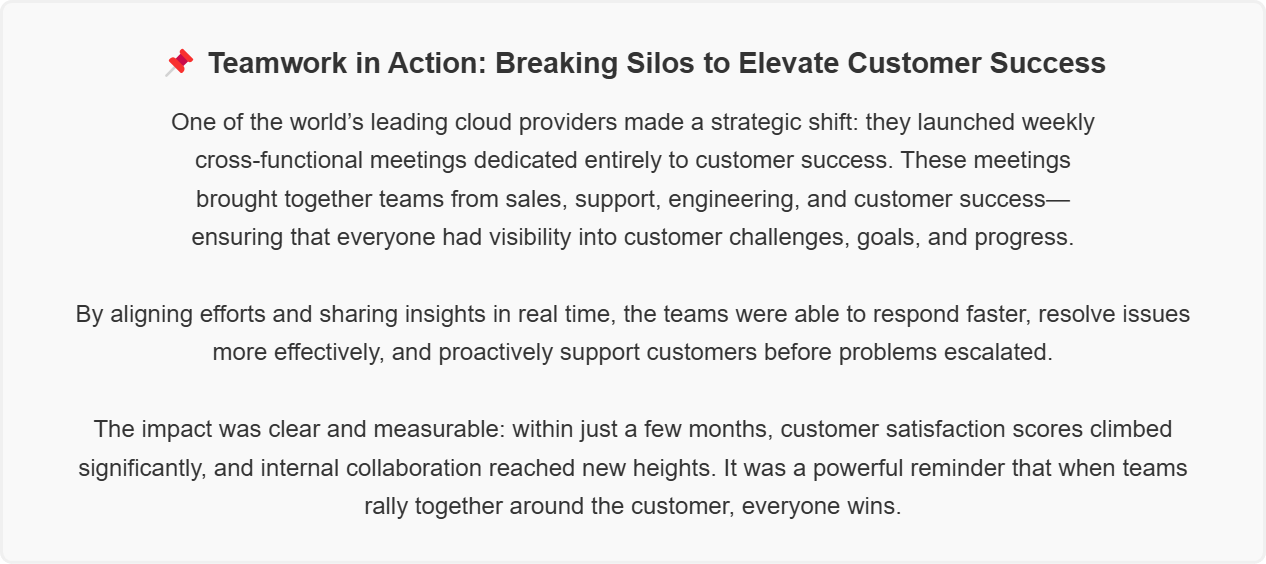 📌 Teamwork in Action: Breaking Silos to Elevate Customer Success
One of the world’s leading cloud providers made a strategic shift: they launched weekly
cross-functional meetings dedicated entirely to customer success. These meetings
brought together teams from sales, support, engineering, and customer success—
ensuring that everyone had visibility into customer challenges, goals, and progress.
By aligning efforts and sharing insights in real time, the teams were able to respond faster, resolve issues
more effectively, and proactively support customers before problems escalated.
The impact was clear and measurable: within just a few months, customer satisfaction scores climbed
significantly, and internal collaboration reached new heights. It was a powerful reminder that when teams
rally together around the customer, everyone wins.